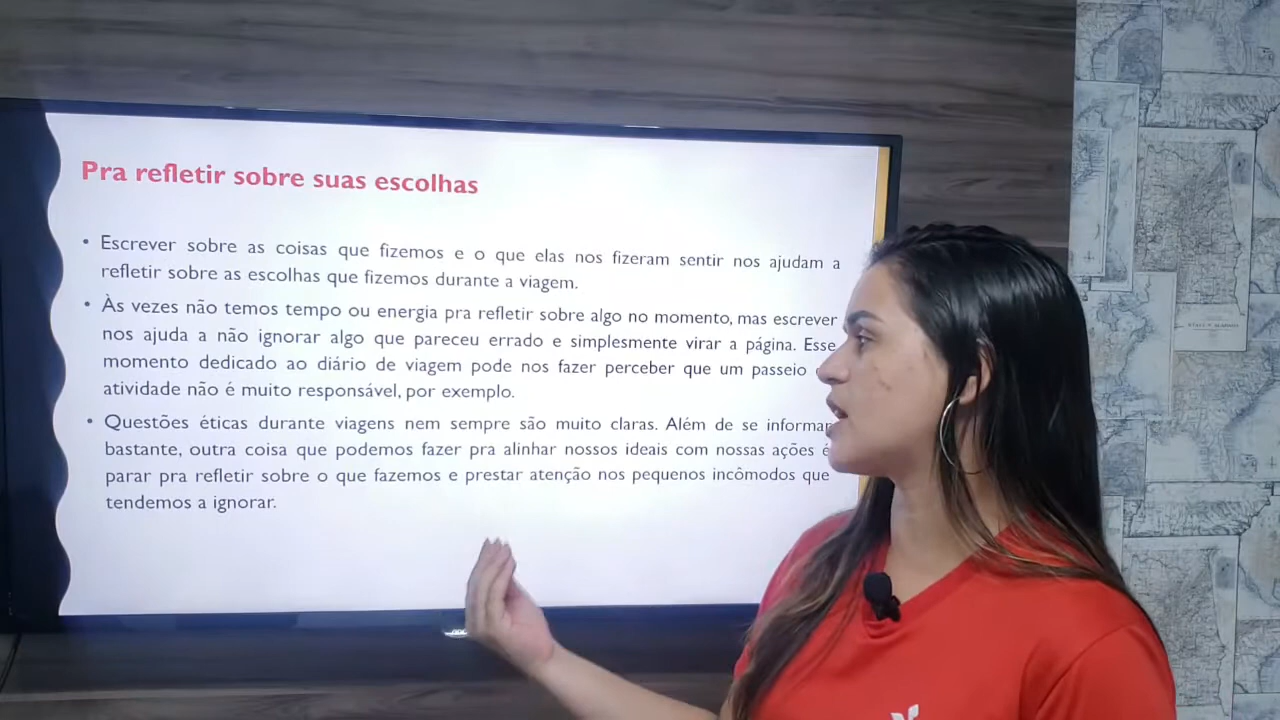 Pra refletir sobre suas escolhas
• Escrever sobre as coisas que fizemos e o que elas nos fizeram sentir nos ajudam a
refletir sobre as escolhas que fizemos durante a viagem.
• Às vezes não temos tempo ou energia pra refletir sobre algo no momento, mas escrever
nos ajuda a não ignorar algo que pareceu errado e simplesmente virar a página. Esse
momento dedicado ao diário de viagem pode nos fazer perceber que um passeio
atividade não é muito responsável, por exemplo.
• Questões éticas durante viagens nem sempre são muito claras. Além de se informar
bastante, outra coisa que podemos fazer pra alinhar nossos ideais com nossas ações é
parar pra refletir sobre o que fazemos e prestar atenção nos pequenos incômodos que
tendemos a ignorar.